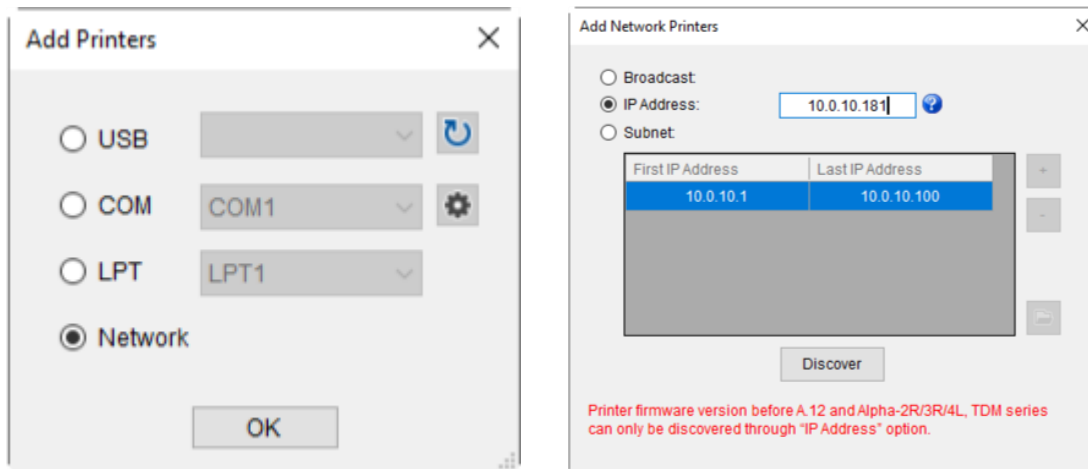 Add Printers
USB
COM COM1
LPT LPT1
Network
OK
Add Network Printers
Broadcast:
IP Address: 10.0.10.181
Subnet:
First IP Address Last IP Address
10.0.10.1 10.0.10.100
+
-
Discover
Printer firmware version before A.12 and Alpha-2R/3R/4L, TDM series
can only be discovered through "IP Address" option.